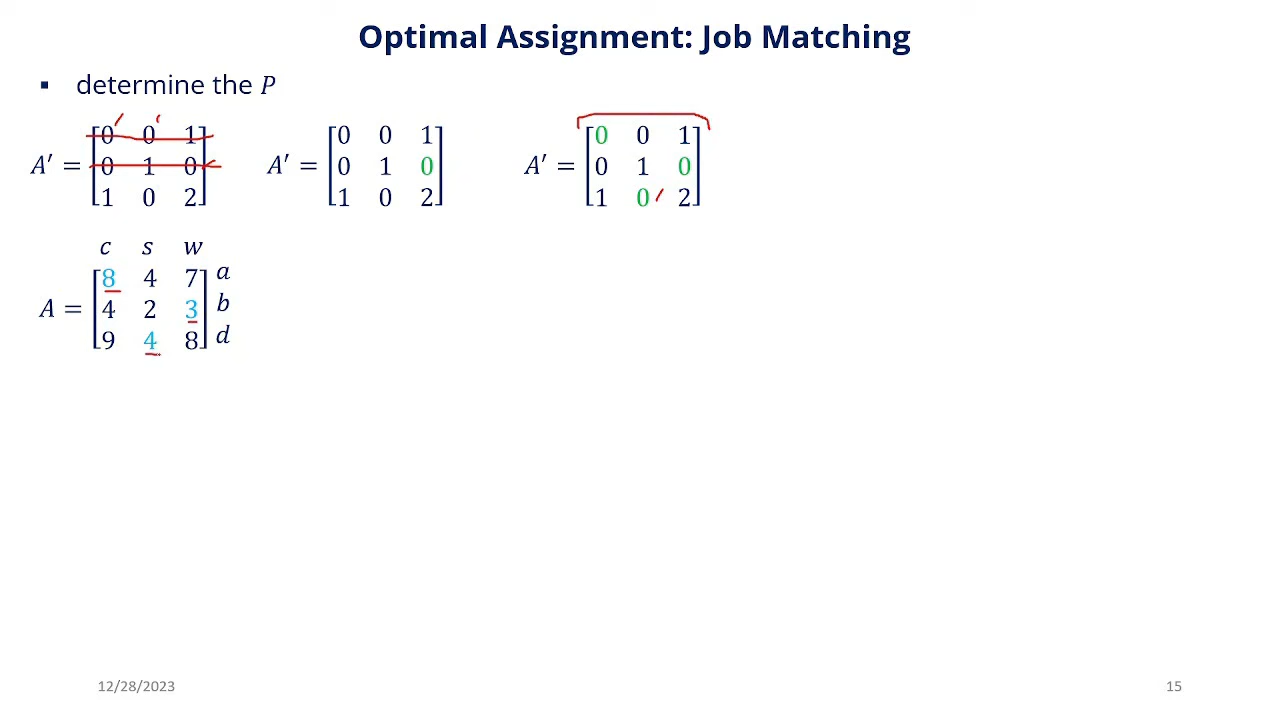 Optimal Assignment: Job Matching
▪ determine the P
A′ = [0 0 1
0 1 0
1 0 2]
A′ = [0 0 1
0 1 0
1 0 2]
A′ = [0 0 1
0 1 0
1 0 2]
c s w
A = [8 4 7 a
4 2 3 b
9 4 8] d
12/28/2023
15